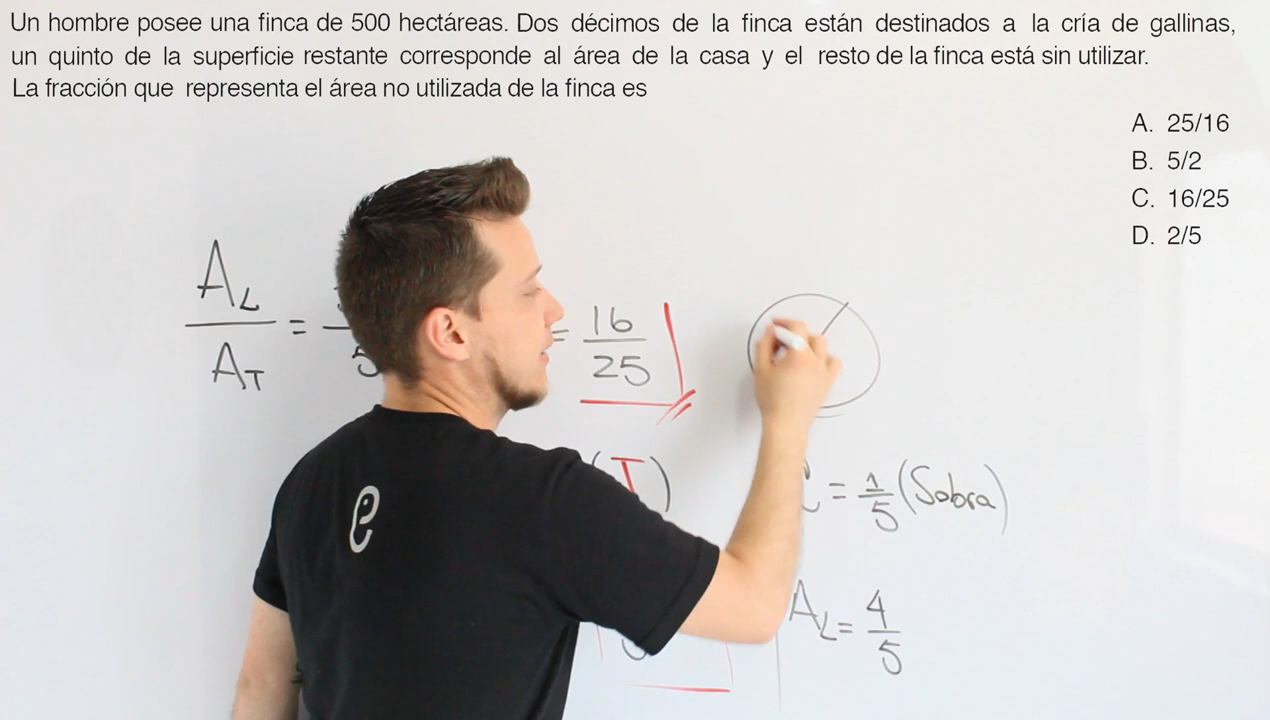 Un hombre posee una finca de 500 hectáreas. Dos décimos de la finca están destinados a la cría de gallinas,
un quinto de la superficie restante corresponde al área de la casa y el resto de la finca está sin utilizar.
La fracción que representa el área no utilizada de la finca es
A. 25/16
B. 5/2
C. 16/25
D. 2/5
A_L / A_T = = 16/25
(T)
= 1/5 (Sobra)
A_L = 4/5
e